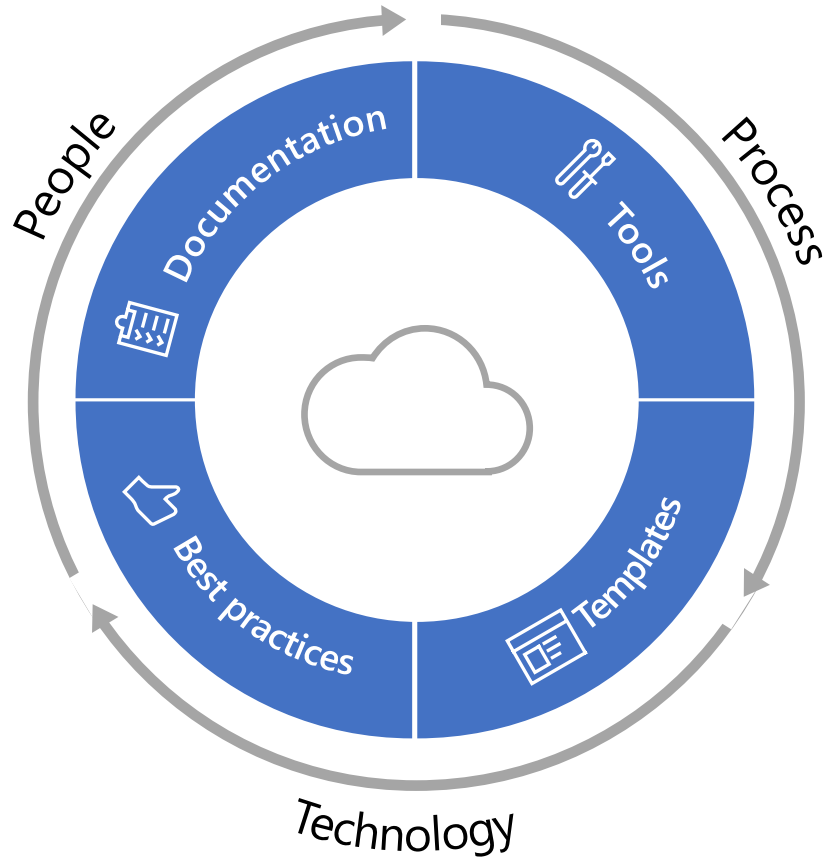 People
Process
Technology
Documentation
Tools
Templates
Best practices